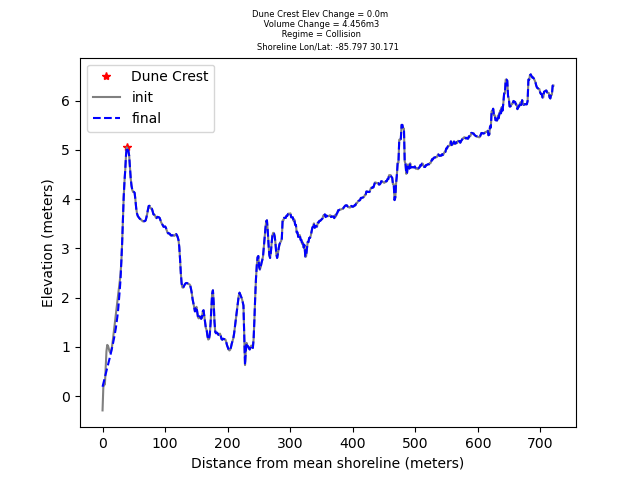 Dune Crest Elev Change = 0.0m
Volume Change = 4.456m3
Regime = Collision
Shoreline Lon/Lat: -85.797 30.171
Dune Crest
init
final
Elevation (meters)
6
5
4
3
2
1
0
0 100 200 300 400 500 600 700
Distance from mean shoreline (meters)